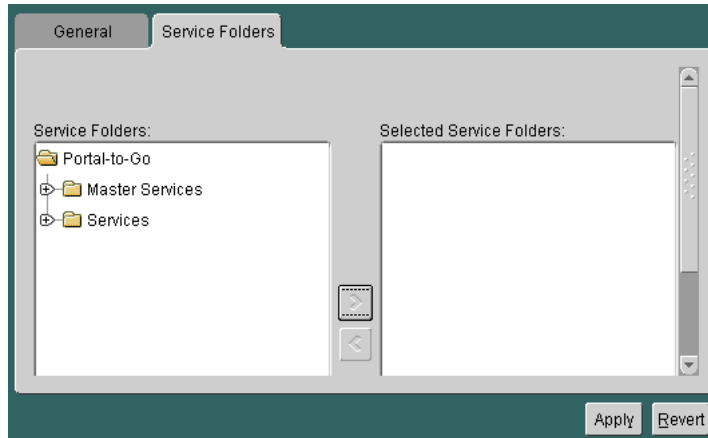 General
Service Folders
Service Folders:
Selected Service Folders:
Portal-to-Go
Master Services
Services
Apply
Revert